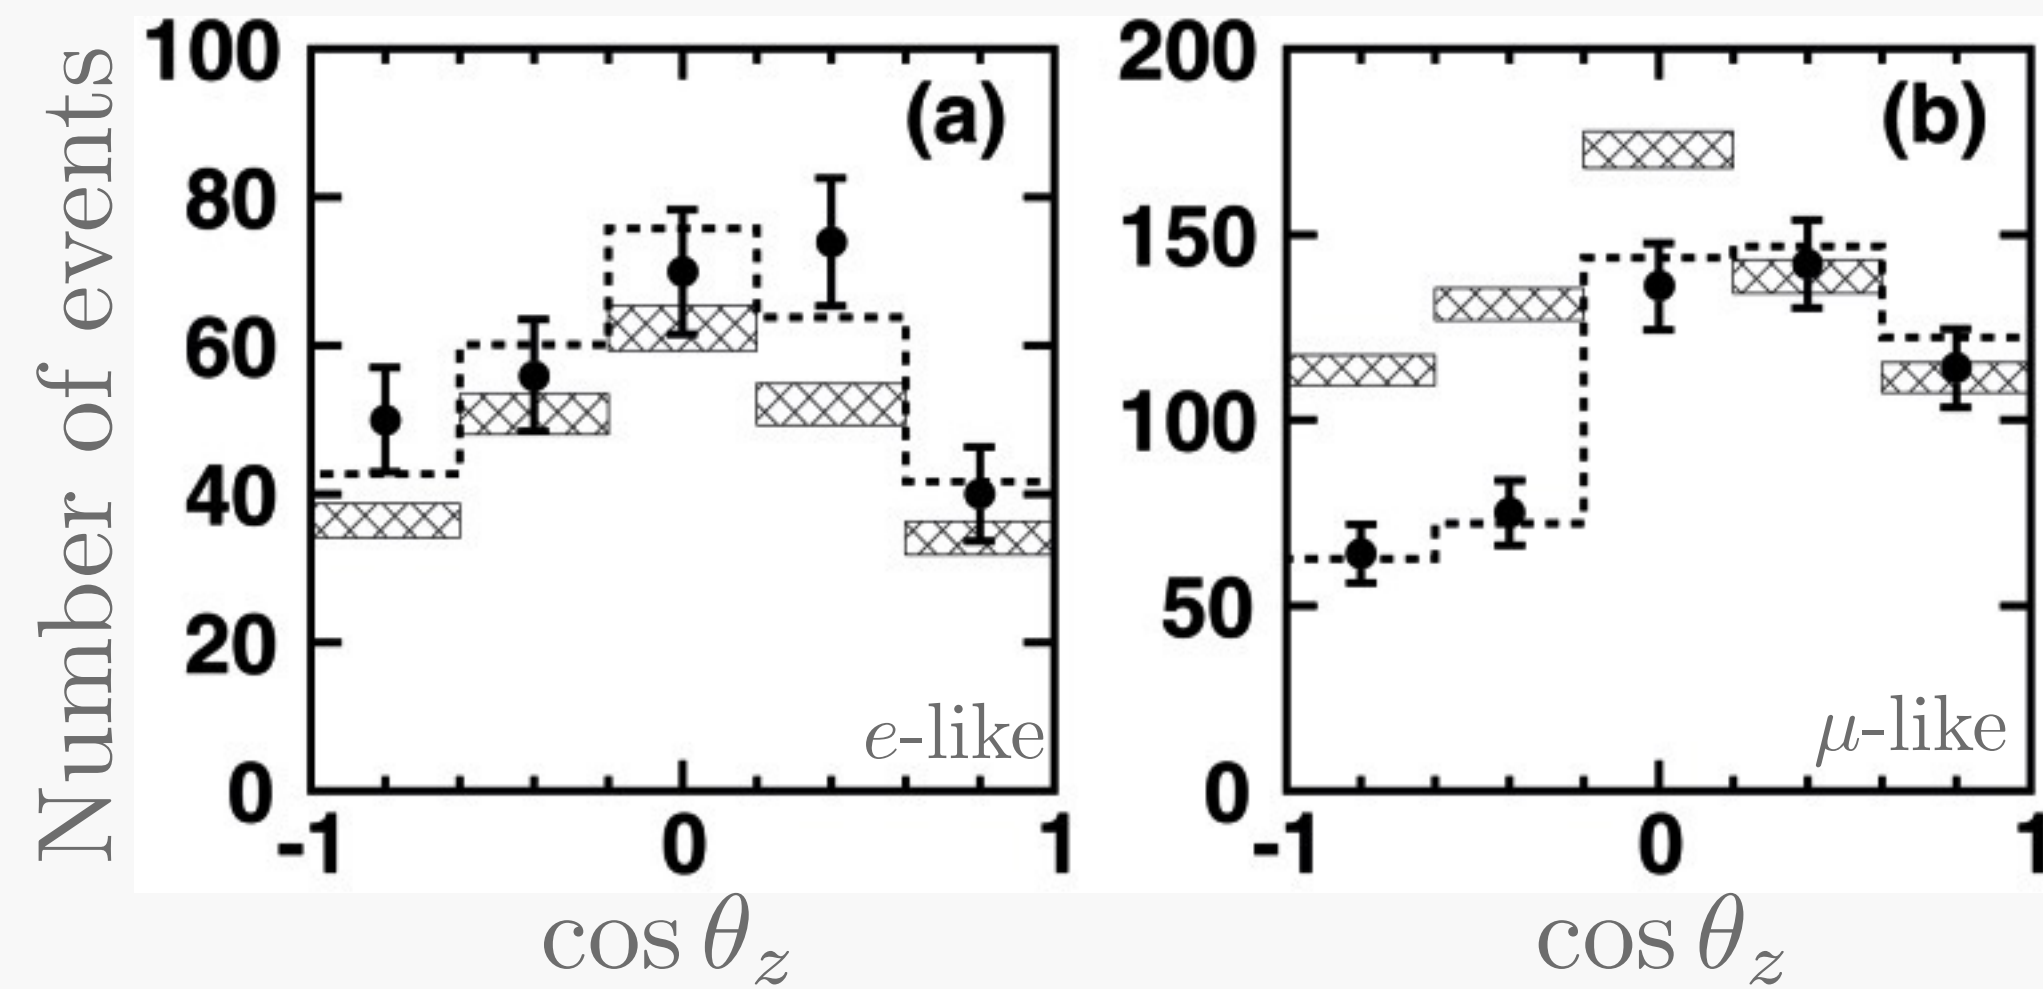 Number of events
100
80
60
40
20
0
-1 0 1
(a)
e-like
cos θz
200
150
100
50
0
-1 0 1
(b)
μ-like
cos θz